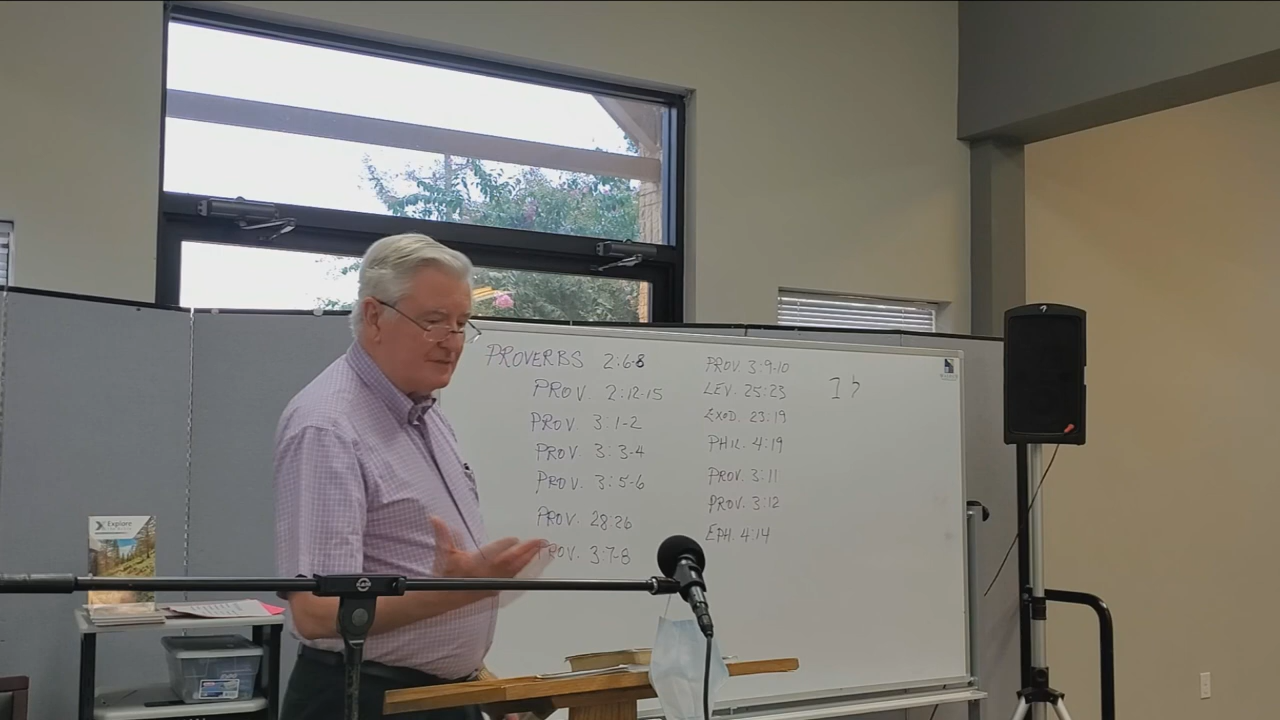 PROVERBS 2:6-8
PROV. 2:12-15
PROV. 3:1-2
PROV. 3:3-4
PROV. 3:5-6
PROV. 28:26
PROV. 3:7-8
PROV. 3:9-10
LEV. 25:23
EXOD. 23:19
PHIL. 4:19
PROV. 3:11
PROV. 3:12
EPH. 4:14
Explore